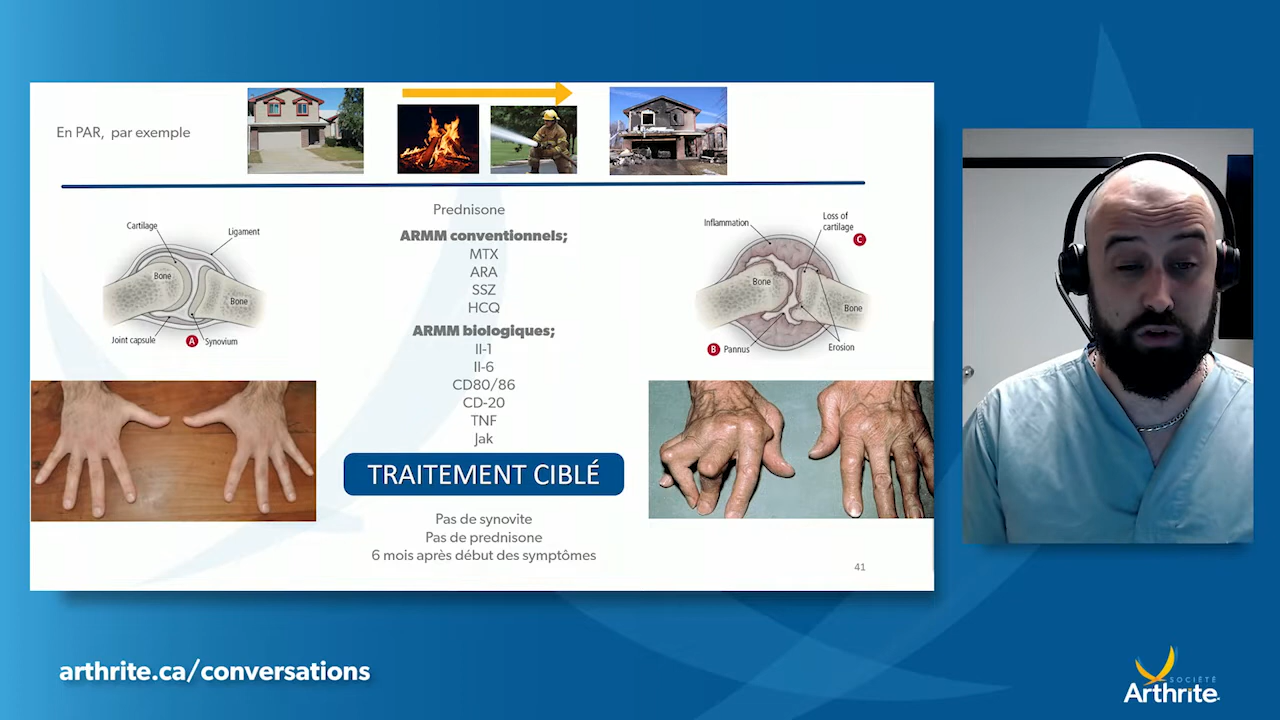 En PAR, par exemple
Prednisone
ARMM conventionnels;
MTX
ARA
SSZ
HCQ
ARMM biologiques;
Il-1
Il-6
CD80/86
CD-20
TNF
Jak
TRAITEMENT CIBLÉ
Pas de synovite
Pas de prednisone
6 mois après début des symptômes
Cartilage
Ligament
Bone
Bone
Joint capsule
A Synovium
Inflammation
Loss of
cartilage
C
Bone
Bone
B Pannus
Erosion
41
arthrite.ca/conversations
SOCIÉTÉ
Arthrite